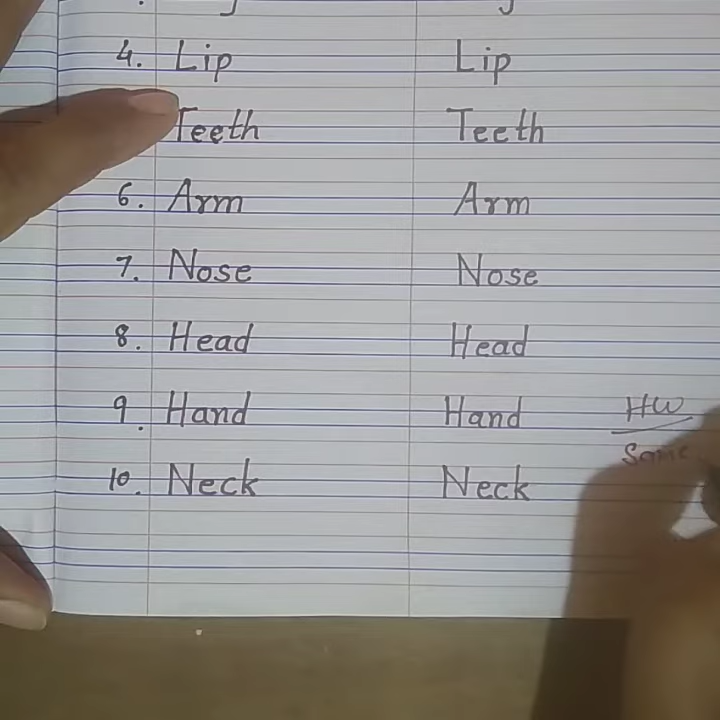 4. Lip Lip
Teeth Teeth
6. Arm Arm
7. Nose Nose
8. Head Head
9. Hand Hand HW
Same
10. Neck Neck